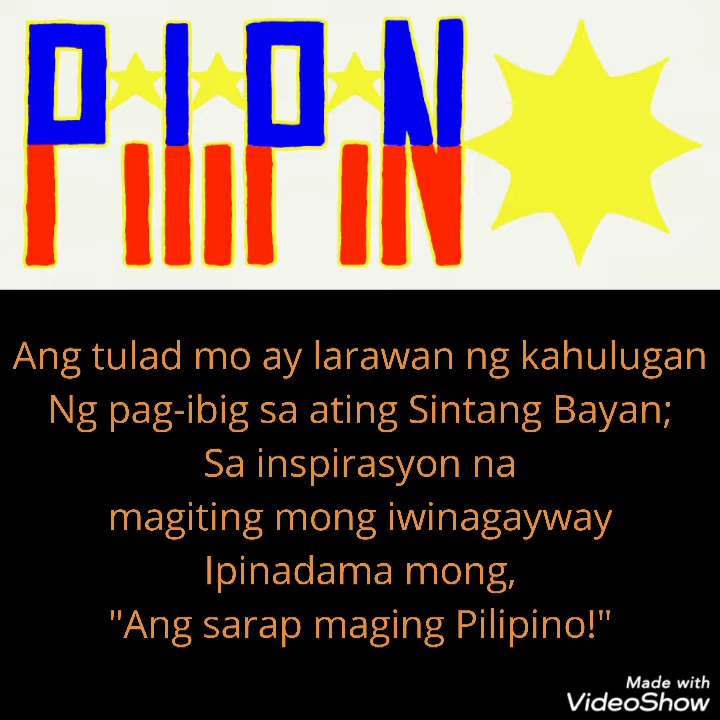 PiliPiN
Ang tulad mo ay larawan ng kahulugan
Ng pag-ibig sa ating Sintang Bayan;
Sa inspirasyon na
magiting mong iwinagayway
Ipinadama mong,
"Ang sarap maging Pilipino!"
Made with
VideoShow